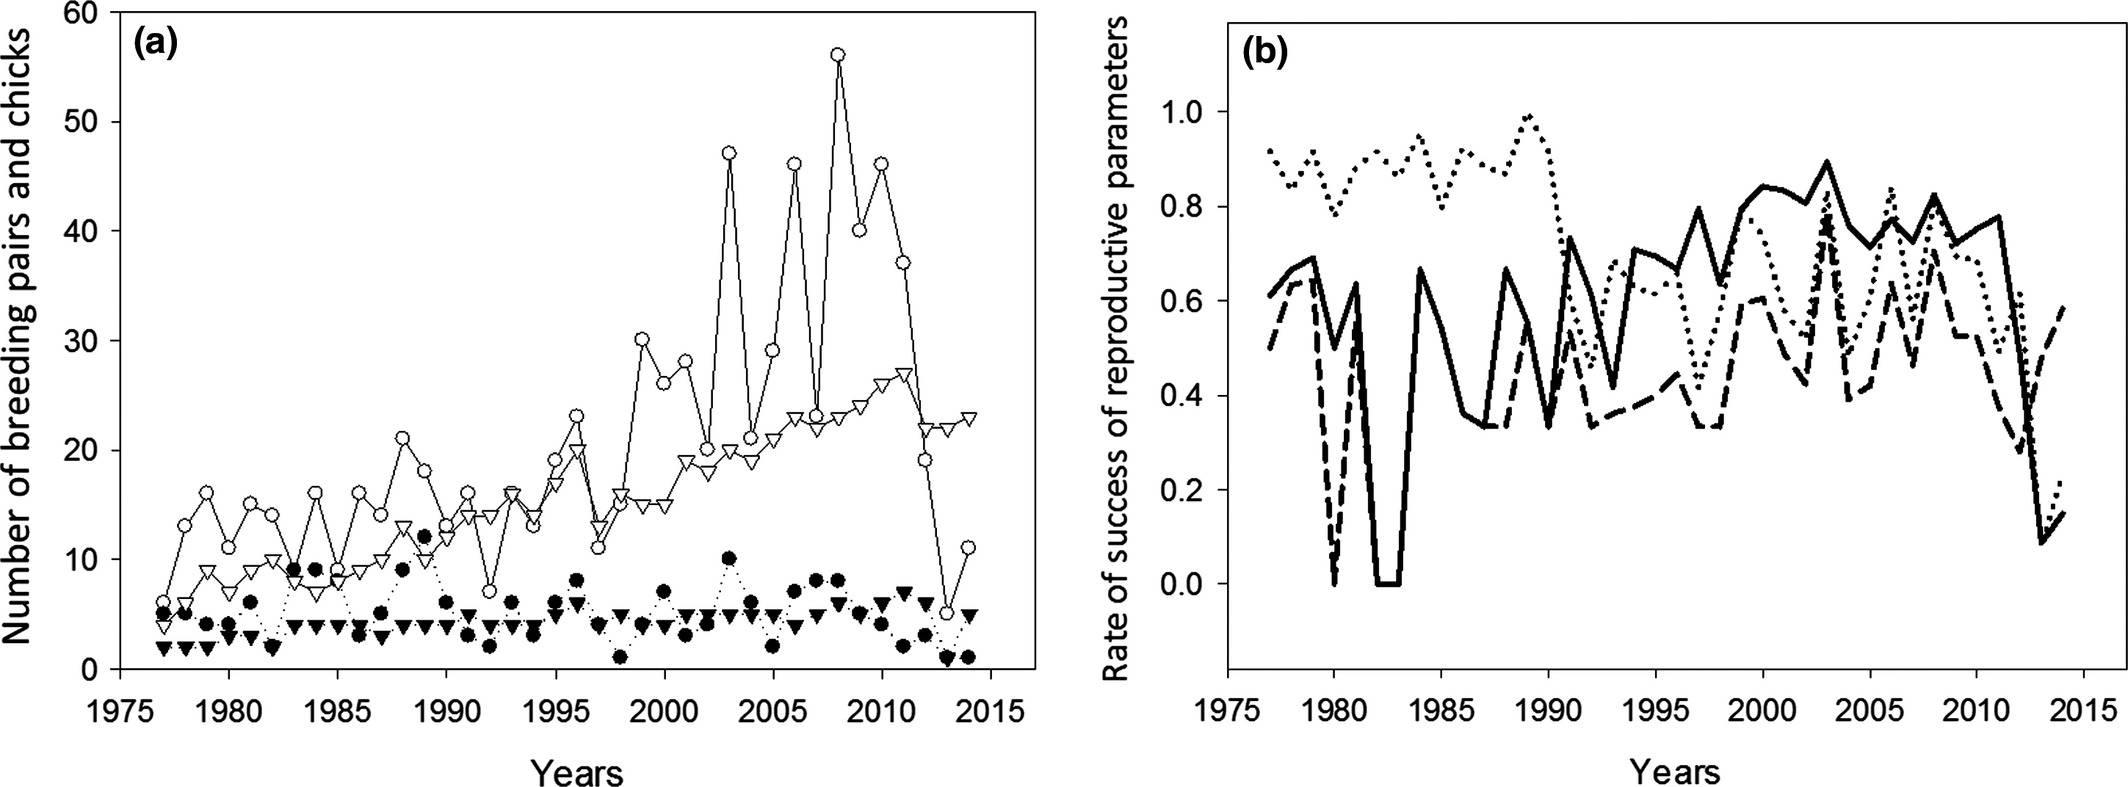 (a)
Number of breeding pairs and chicks
60
50
40
30
20
10
0
1975 1980 1985 1990 1995 2000 2005 2010 2015
Years
(b)
Rate of success of reproductive parameters
1.0
0.8
0.6
0.4
0.2
0.0
1975 1980 1985 1990 1995 2000 2005 2010 2015
Years